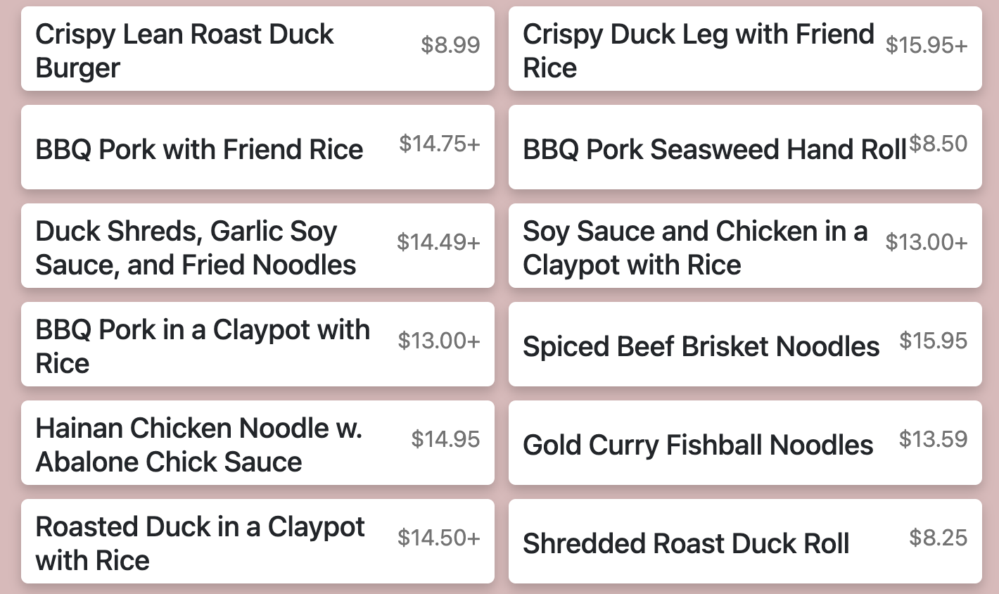 Crispy Lean Roast Duck
Burger
$8.99
Crispy Duck Leg with Friend
Rice
$15.95+
BBQ Pork with Friend Rice
$14.75+
BBQ Pork Seasweed Hand Roll
$8.50
Duck Shreds, Garlic Soy
Sauce, and Fried Noodles
$14.49+
Soy Sauce and Chicken in a
Claypot with Rice
$13.00+
BBQ Pork in a Claypot with
Rice
$13.00+
Spiced Beef Brisket Noodles
$15.95
Hainan Chicken Noodle w.
Abalone Chick Sauce
$14.95
Gold Curry Fishball Noodles
$13.59
Roasted Duck in a Claypot
with Rice
$14.50+
Shredded Roast Duck Roll
$8.25